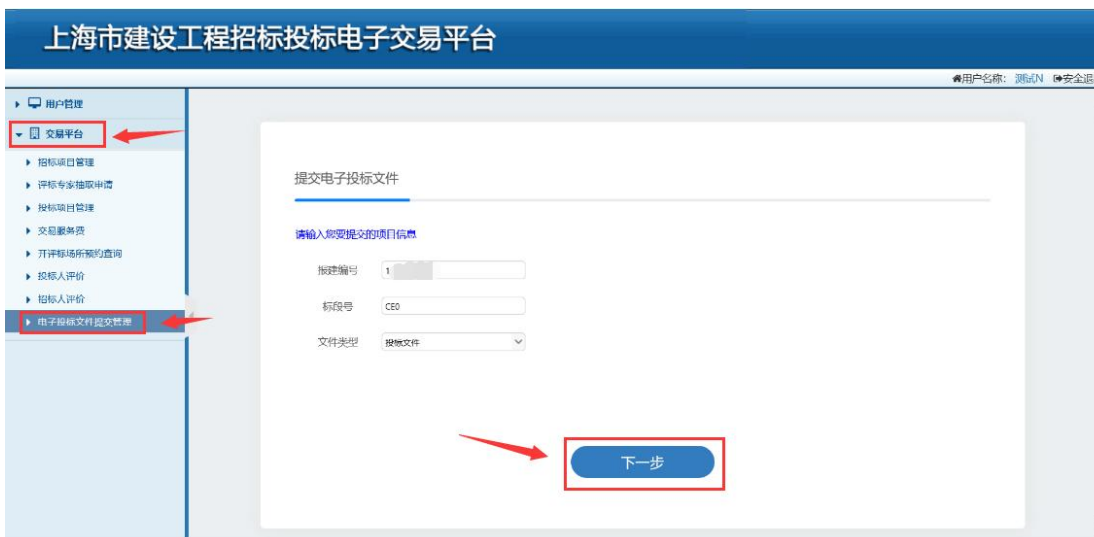 上海市建设工程招标投标电子交易平台
用户名称: 测试N 安全退
用户管理
交易平台
招标项目管理
评标专家抽取申请
投标项目管理
交易服务费
开评标场所预约查询
投标人评价
招标人评价
电子投标文件提交管理
提交电子投标文件
请输入您要提交的项目信息
报建编号 1
标段号 CE0
文件类型 投标文件
下一步